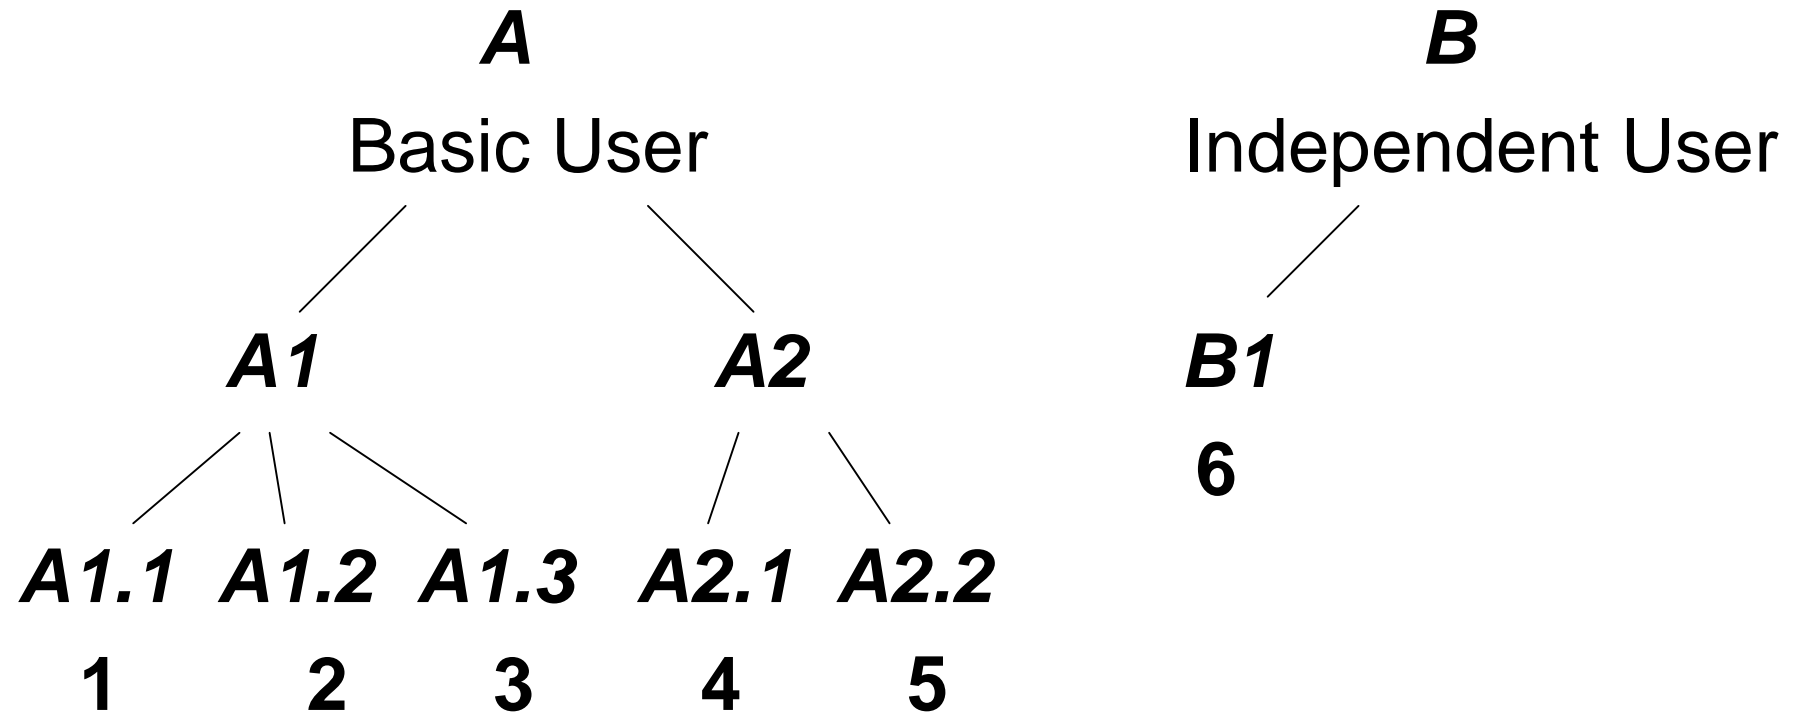 A B
Basic User Independent User
A1 A2 B1
6
A1.1 A1.2 A1.3 A2.1 A2.2
1 2 3 4 5